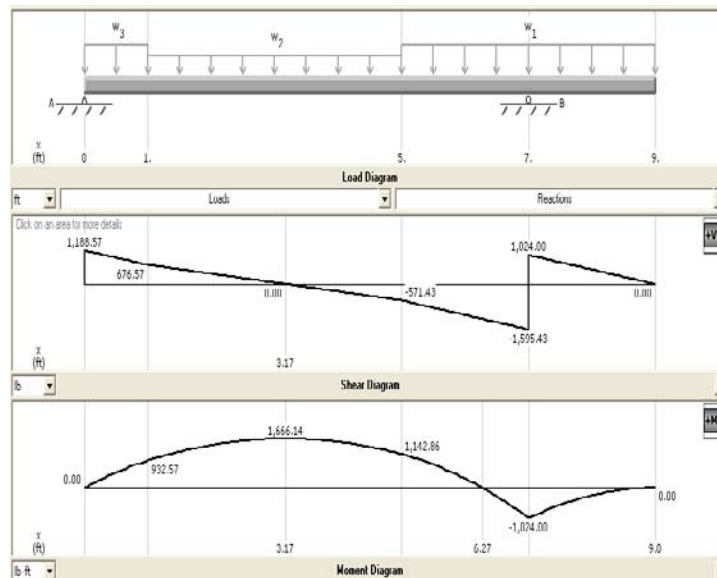 w3 w2 w1
A B
x (ft) 0 1. 5. 7. 9.
Load Diagram
ft Loads Reactions
Click on an area for more details
+V
1,188.57 1,024.00
676.57 0.00 -571.43 0.00
-1,595.43
x (ft) 3.17
lb Shear Diagram
+M
1,666.14
1,142.86
932.57
0.00 0.00
-1,024.00
x (ft) 3.17 6.27 9.0
lb-ft Moment Diagram